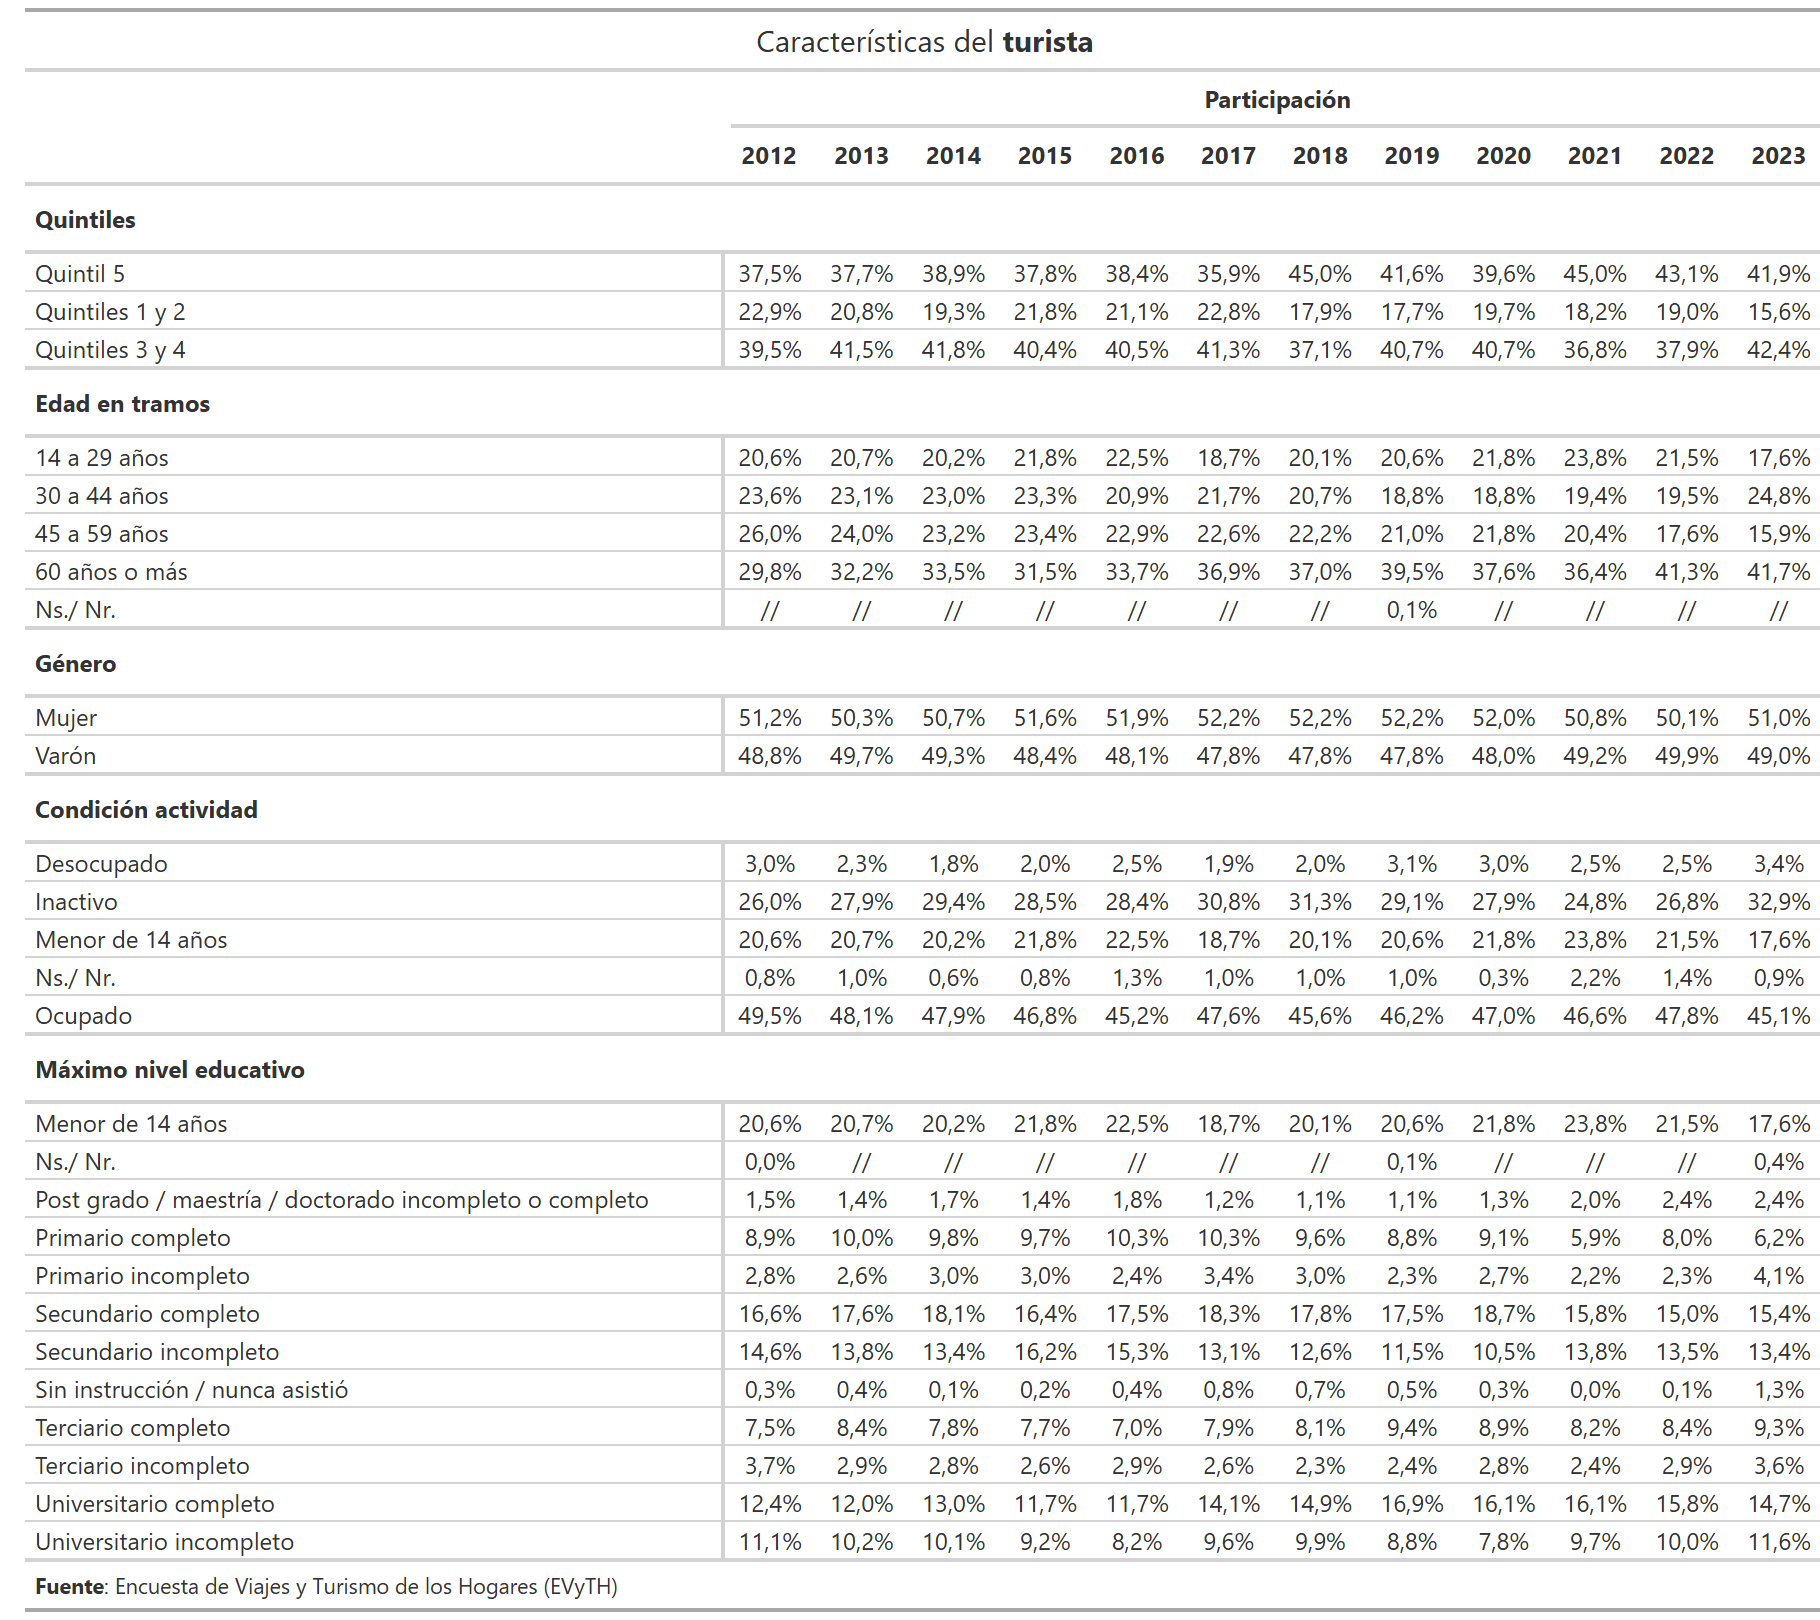 Características del turista
Participación
2012 2013 2014 2015 2016 2017 2018 2019 2020 2021 2022 2023
Quintiles
Quintil 5 37,5% 37,7% 38,9% 37,8% 38,4% 35,9% 45,0% 41,6% 39,6% 45,0% 43,1% 41,9%
Quintiles 1 y 2 22,9% 20,8% 19,3% 21,8% 21,1% 22,8% 17,9% 17,7% 19,7% 18,2% 19,0% 15,6%
Quintiles 3 y 4 39,5% 41,5% 41,8% 40,4% 40,5% 41,3% 37,1% 40,7% 40,7% 36,8% 37,9% 42,4%
Edad en tramos
14 a 29 años 20,6% 20,7% 20,2% 21,8% 22,5% 18,7% 20,1% 20,6% 21,8% 23,8% 21,5% 17,6%
30 a 44 años 23,6% 23,1% 23,0% 23,3% 20,9% 21,7% 20,7% 18,8% 18,8% 19,4% 19,5% 24,8%
45 a 59 años 26,0% 24,0% 23,2% 23,4% 22,9% 22,6% 22,2% 21,0% 21,8% 20,4% 17,6% 15,9%
60 años o más 29,8% 32,2% 33,5% 31,5% 33,7% 36,9% 37,0% 39,5% 37,6% 36,4% 41,3% 41,7%
Ns./ Nr. // // // // // // // 0,1% // // // //
Género
Mujer 51,2% 50,3% 50,7% 51,6% 51,9% 52,2% 52,2% 52,2% 52,0% 50,8% 50,1% 51,0%
Varón 48,8% 49,7% 49,3% 48,4% 48,1% 47,8% 47,8% 47,8% 48,0% 49,2% 49,9% 49,0%
Condición actividad
Desocupado 3,0% 2,3% 1,8% 2,0% 2,5% 1,9% 2,0% 3,1% 3,0% 2,5% 2,5% 3,4%
Inactivo 26,0% 27,9% 29,4% 28,5% 28,4% 30,8% 31,3% 29,1% 27,9% 24,8% 26,8% 32,9%
Menor de 14 años 20,6% 20,7% 20,2% 21,8% 22,5% 18,7% 20,1% 20,6% 21,8% 23,8% 21,5% 17,6%
Ns./ Nr. 0,8% 1,0% 0,6% 0,8% 1,3% 1,0% 1,0% 1,0% 0,3% 2,2% 1,4% 0,9%
Ocupado 49,5% 48,1% 47,9% 46,8% 45,2% 47,6% 45,6% 46,2% 47,0% 46,6% 47,8% 45,1%
Máximo nivel educativo
Menor de 14 años 20,6% 20,7% 20,2% 21,8% 22,5% 18,7% 20,1% 20,6% 21,8% 23,8% 21,5% 17,6%
Ns./ Nr. 0,0% // // // // // // 0,1% // // // 0,4%
Post grado / maestría / doctorado incompleto o completo 1,5% 1,4% 1,7% 1,4% 1,8% 1,2% 1,1% 1,1% 1,3% 2,0% 2,4% 2,4%
Primario completo 8,9% 10,0% 9,8% 9,7% 10,3% 10,3% 9,6% 8,8% 9,1% 5,9% 8,0% 6,2%
Primario incompleto 2,8% 2,6% 3,0% 3,0% 2,4% 3,4% 3,0% 2,3% 2,7% 2,2% 2,3% 4,1%
Secundario completo 16,6% 17,6% 18,1% 16,4% 17,5% 18,3% 17,8% 17,5% 18,7% 15,8% 15,0% 15,4%
Secundario incompleto 14,6% 13,8% 13,4% 16,2% 15,3% 13,1% 12,6% 11,5% 10,5% 13,8% 13,5% 13,4%
Sin instrucción / nunca asistió 0,3% 0,4% 0,1% 0,2% 0,4% 0,8% 0,7% 0,5% 0,3% 0,0% 0,1% 1,3%
Terciario completo 7,5% 8,4% 7,8% 7,7% 7,0% 7,9% 8,1% 9,4% 8,9% 8,2% 8,4% 9,3%
Terciario incompleto 3,7% 2,9% 2,8% 2,6% 2,9% 2,6% 2,3% 2,4% 2,8% 2,4% 2,9% 3,6%
Universitario completo 12,4% 12,0% 13,0% 11,7% 11,7% 14,1% 14,9% 16,9% 16,1% 16,1% 15,8% 14,7%
Universitario incompleto 11,1% 10,2% 10,1% 9,2% 8,2% 9,6% 9,9% 8,8% 7,8% 9,7% 10,0% 11,6%
Fuente: Encuesta de Viajes y Turismo de los Hogares (EVyTH)